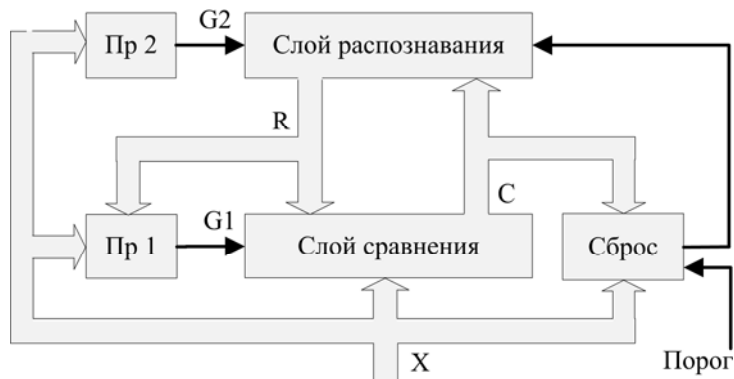 G2
Пр 2
Слой распознавания
R
C
G1
Пр 1
Слой сравнения
Сброс
X
Порог